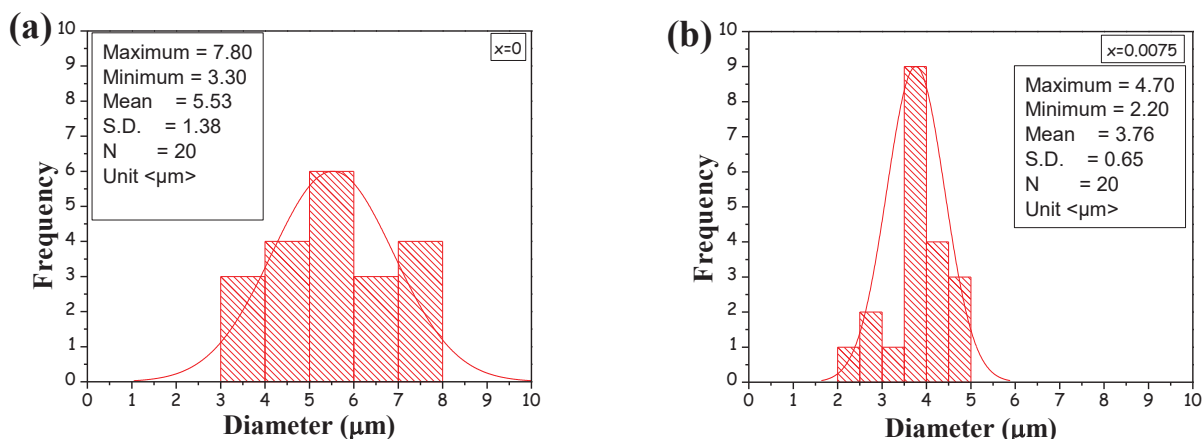 (a)
x=0
Maximum = 7.80
Minimum = 3.30
Mean = 5.53
S.D. = 1.38
N = 20
Unit <µm>
Frequency
10
9
8
7
6
5
4
3
2
1
0
0 1 2 3 4 5 6 7 8 9 10
Diameter (µm)
(b)
x=0.0075
Maximum = 4.70
Minimum = 2.20
Mean = 3.76
S.D. = 0.65
N = 20
Unit <µm>
Frequency
10
9
8
7
6
5
4
3
2
1
0
0 1 2 3 4 5 6 7 8 9 10
Diameter (µm)